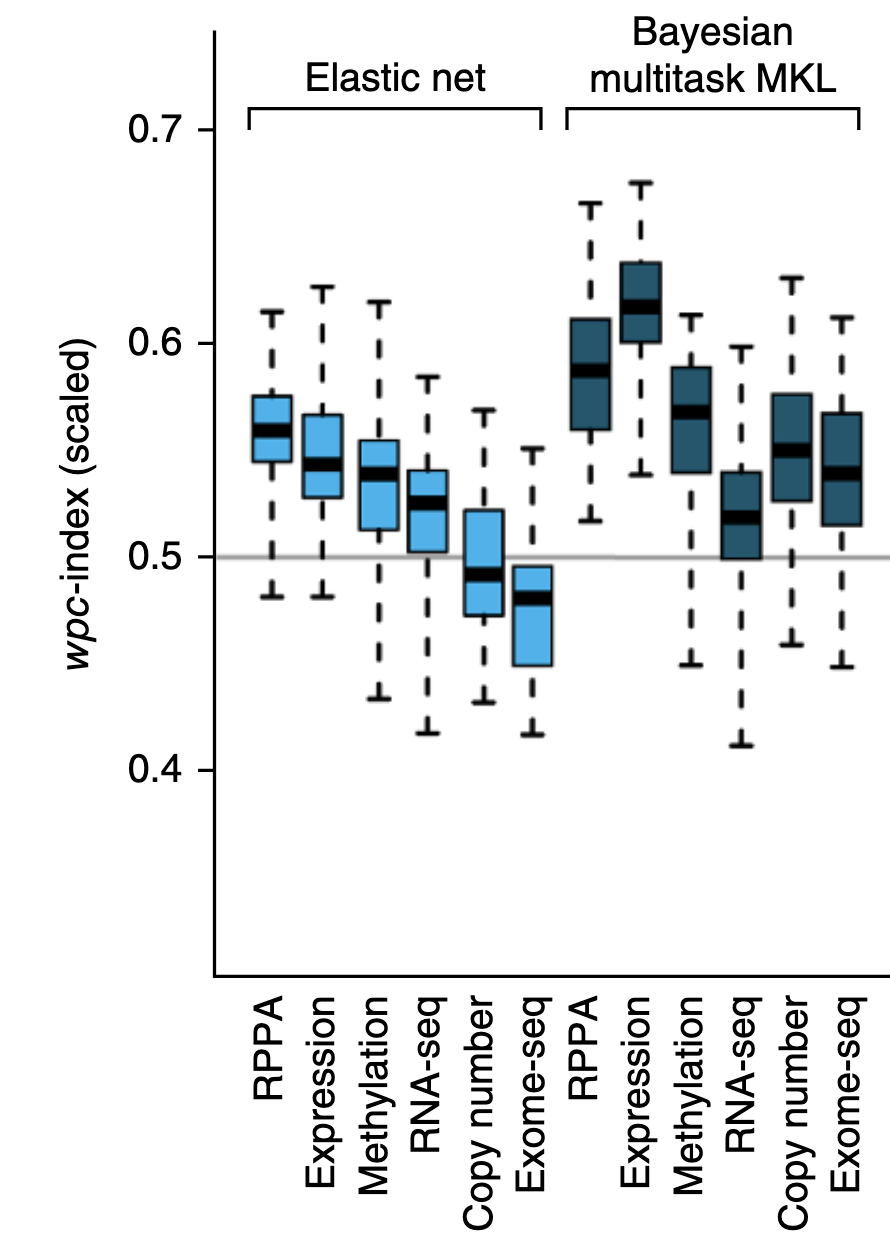 Elastic net
Bayesian
multitask MKL
0.7
0.6
0.5
0.4
wpc-index (scaled)
RPPA
Expression
Methylation
RNA-seq
Copy number
Exome-seq
RPPA
Expression
Methylation
RNA-seq
Copy number
Exome-seq